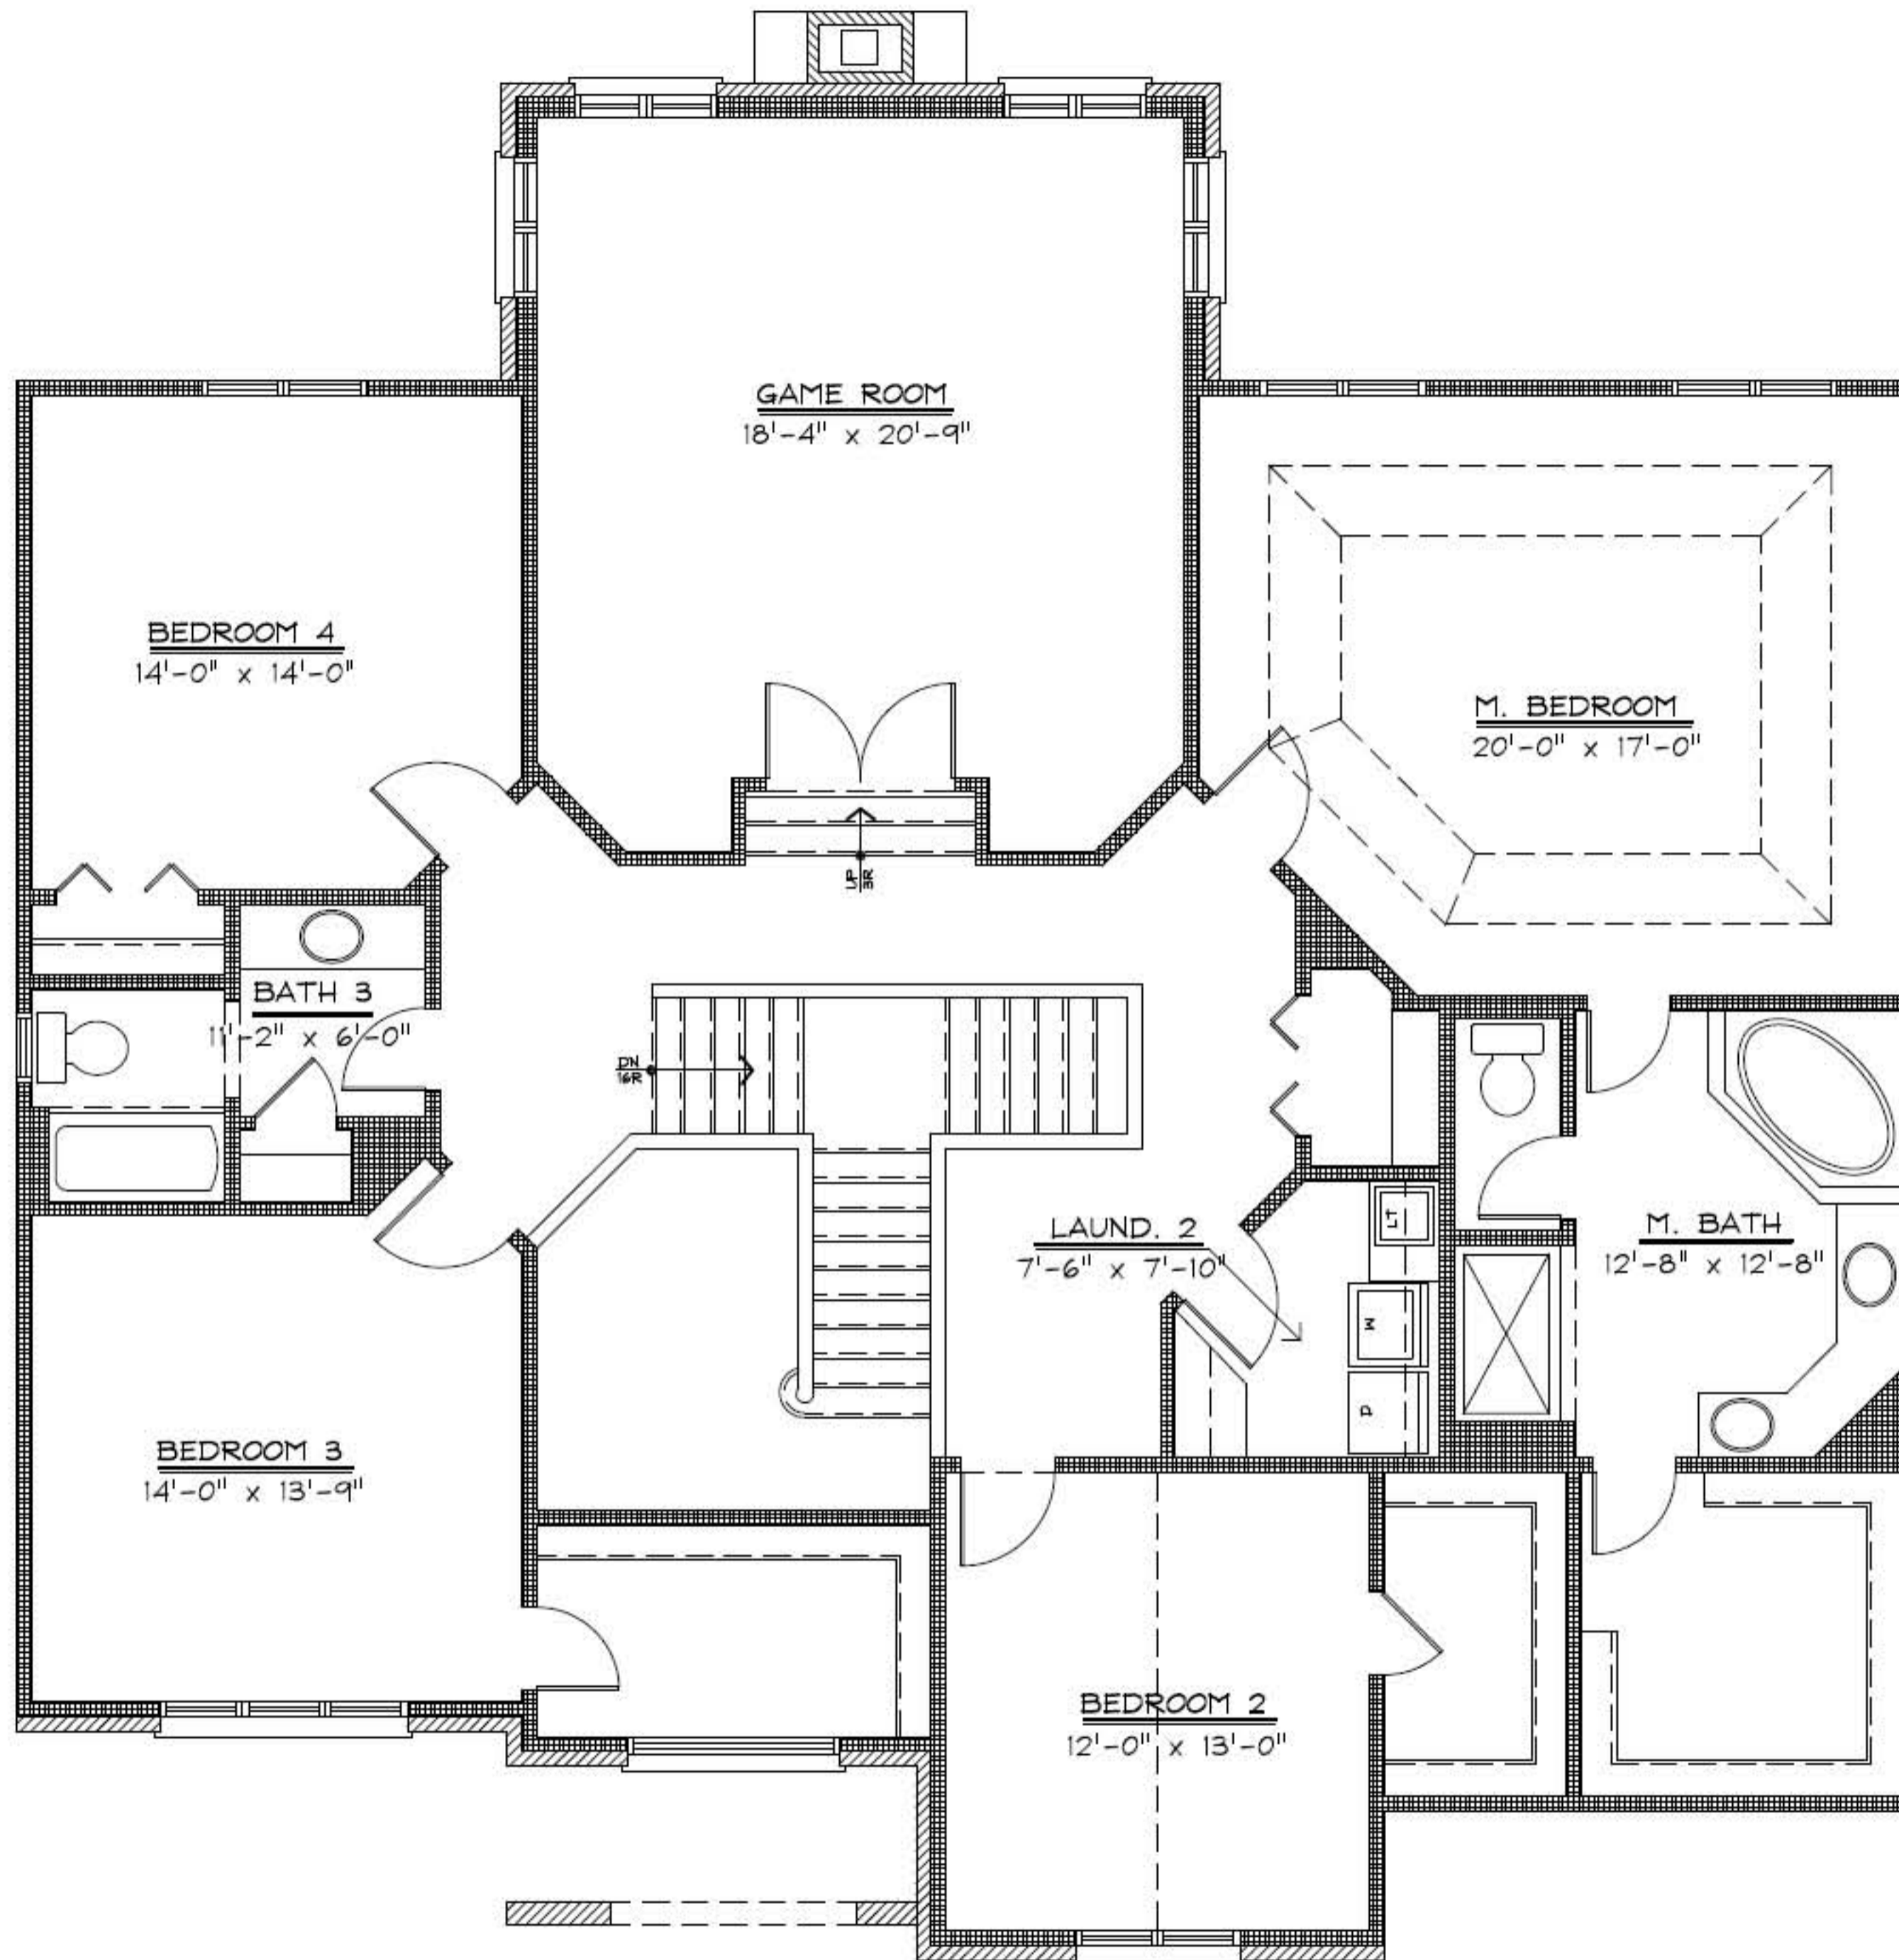 GAME ROOM
18'-4" x 20'-9"
BEDROOM 4
14'-0" x 14'-0"
M. BEDROOM
20'-0" x 17'-0"
UP
3R
BATH 3
11'-2" x 6'-0"
DN
16R
LAUND. 2
7'-6" x 7'-10"
LT
W
D
M. BATH
12'-8" x 12'-8"
BEDROOM 3
14'-0" x 13'-9"
BEDROOM 2
12'-0" x 13'-0"